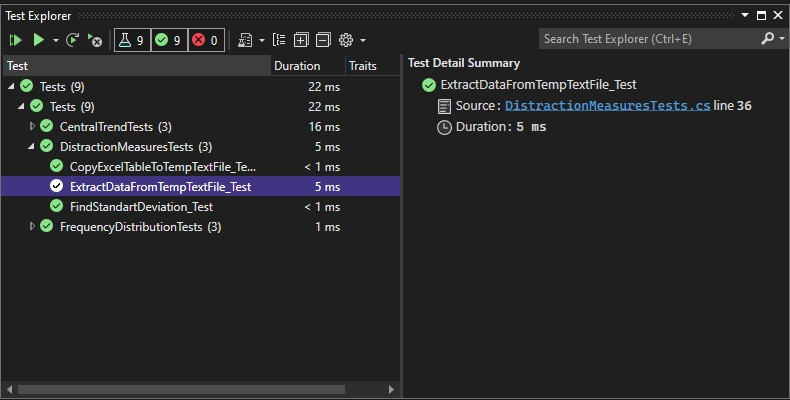 Test Explorer
9 9 0
Search Test Explorer (Ctrl+E)
Test Duration Traits
Tests (9) 22 ms
Tests (9) 22 ms
CentralTrendTests (3) 16 ms
DistractionMeasuresTests (3) 5 ms
CopyExcelTableToTempTextFile_Te... < 1 ms
ExtractDataFromTempTextFile_Test 5 ms
FindStandartDeviation_Test < 1 ms
FrequencyDistributionTests (3) 1 ms
Test Detail Summary
ExtractDataFromTempTextFile_Test
Source: DistractionMeasuresTests.cs line 36
Duration: 5 ms